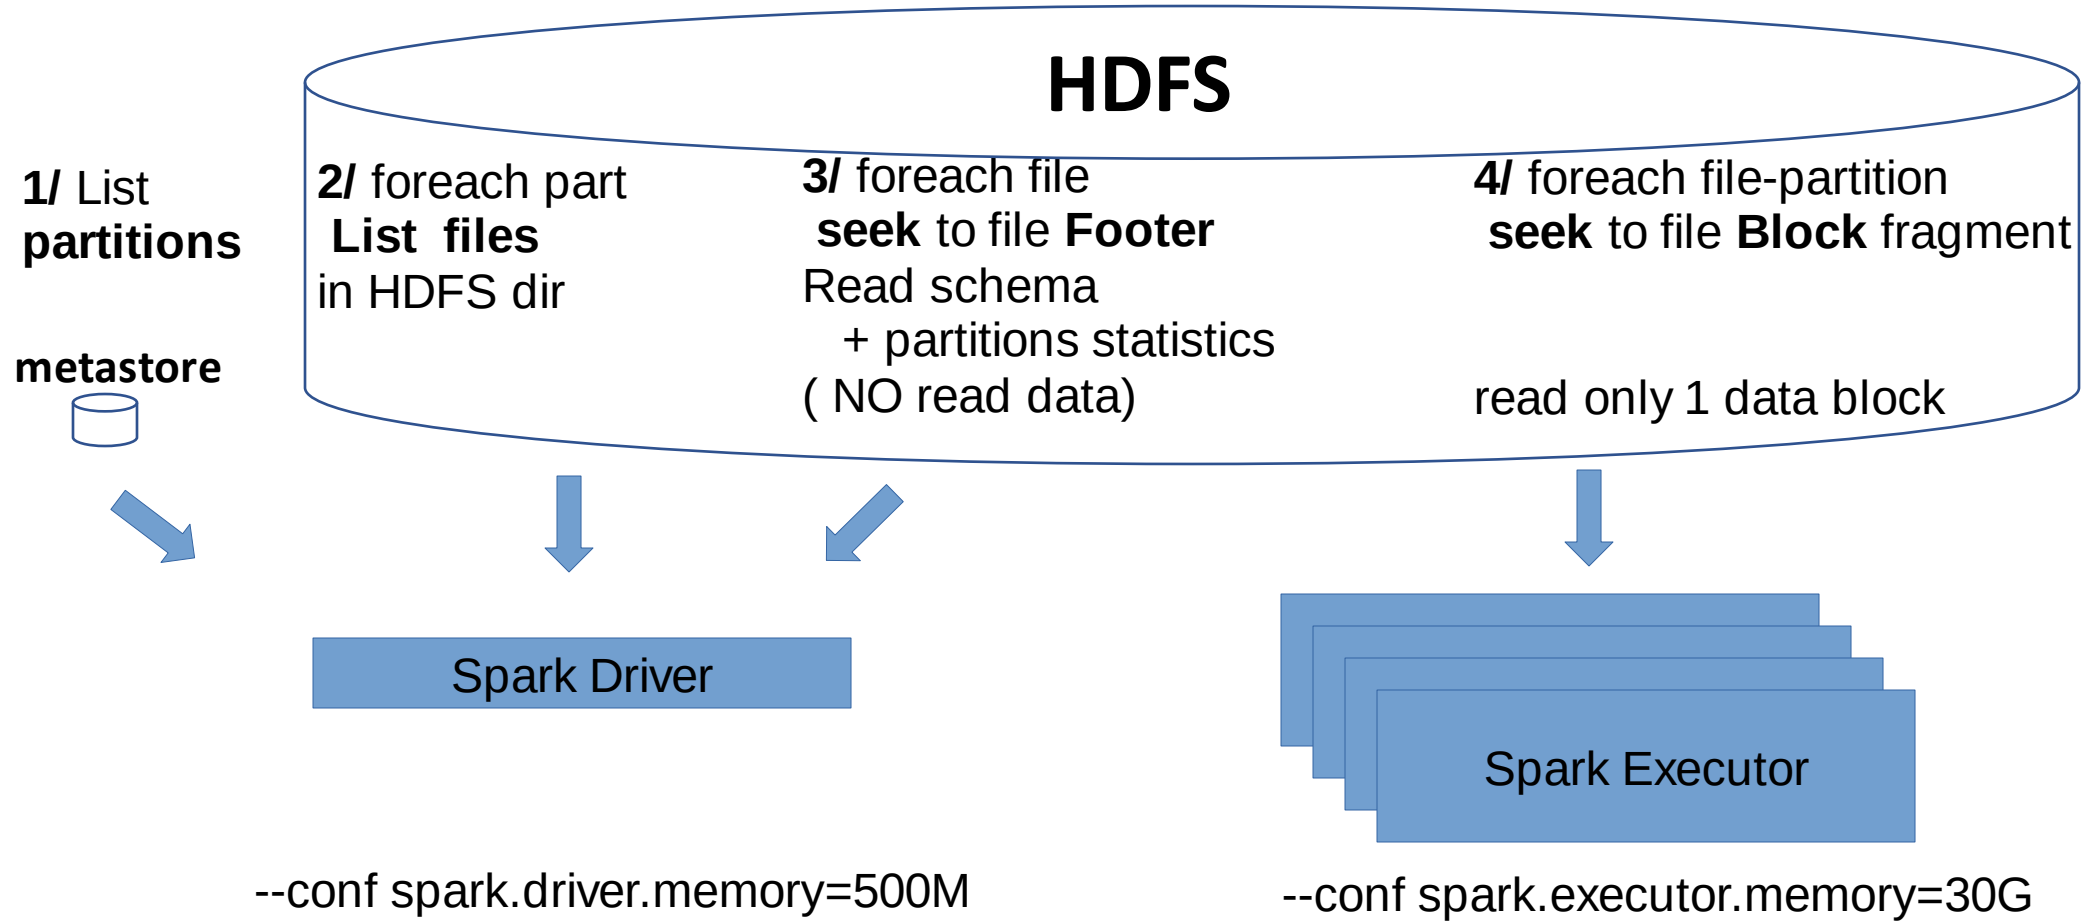 HDFS
1/ List
partitions
metastore
2/ foreach part
List files
in HDFS dir
3/ foreach file
seek to file Footer
Read schema
+ partitions statistics
( NO read data)
4/ foreach file-partition
seek to file Block fragment
read only 1 data block
Spark Driver
Spark Executor
--conf spark.driver.memory=500M
--conf spark.executor.memory=30G